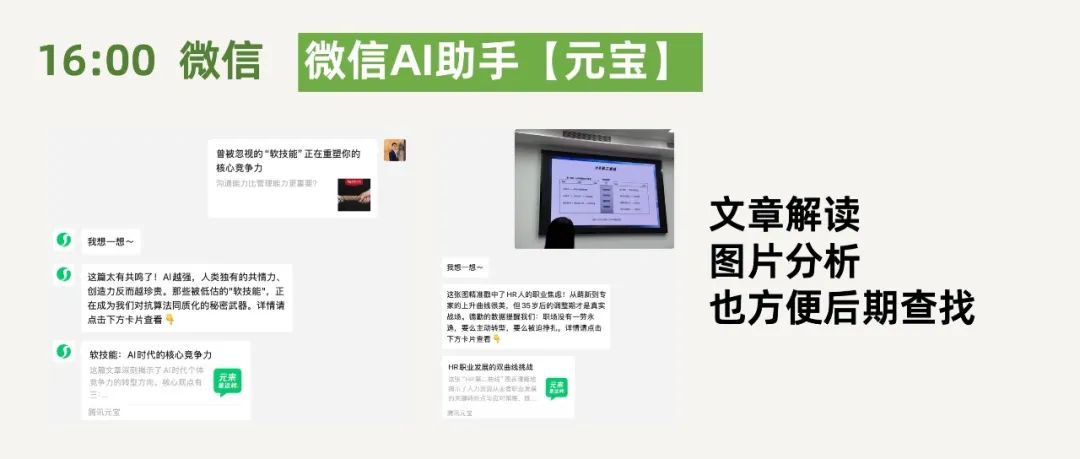 16:00 微信 微信AI助手【元宝】
曾被忽视的“软技能”正在重塑你的
核心竞争力
沟通能力比管理能力更重要？
我想一想～
这篇太有共鸣了！AI越强，人类独有的共情力、
创造力反而越珍贵。那些被低估的"软技能"，正
在成为我们对抗算法同质化的秘密武器。详情请
点击下方卡片查看👇
软技能：AI时代的核心竞争力
这篇文章深刻揭示了AI时代个体
竞争力的转型方向。核心观点有
三:...
元来
是这样
腾讯元宝
我想一想～
这张图精准戳中了HR人的职业焦虑！从萌新到专
家的上升曲线很美，但35岁后的调整期才是真实
战场。德勤的数据提醒我们：职场没有一劳永
逸，要么主动转型，要么被迫挣扎。详情请点击
下方卡片查看👇
HR职业发展的双曲线挑战
这张“HR第二曲线”图表清晰地
揭示了人力资源从业者职业发展
的关键转折点与应对策略。
元来
是这样
腾讯元宝
文章解读
图片分析
也方便后期查找